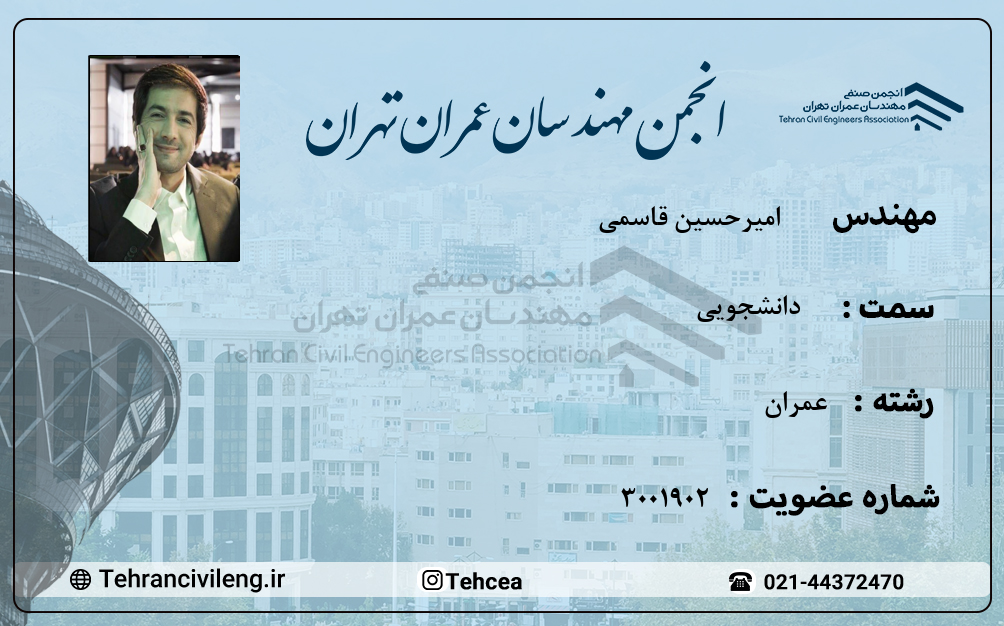 انجمن مهندسان عمران تهران
انجمن صنفی
مهندسان عمران تهران
Tehran Civil Engineers Association
مهندس امیرحسین قاسمی
انجمن صنفی
مهندسان عمران تهران
Tehran Civil Engineers Association
سمت : دانشجویی
رشته : عمران
شماره عضویت : ۳۰۰۱۹۰۲
Tehrancivileng.ir Tehcea 021-44372470